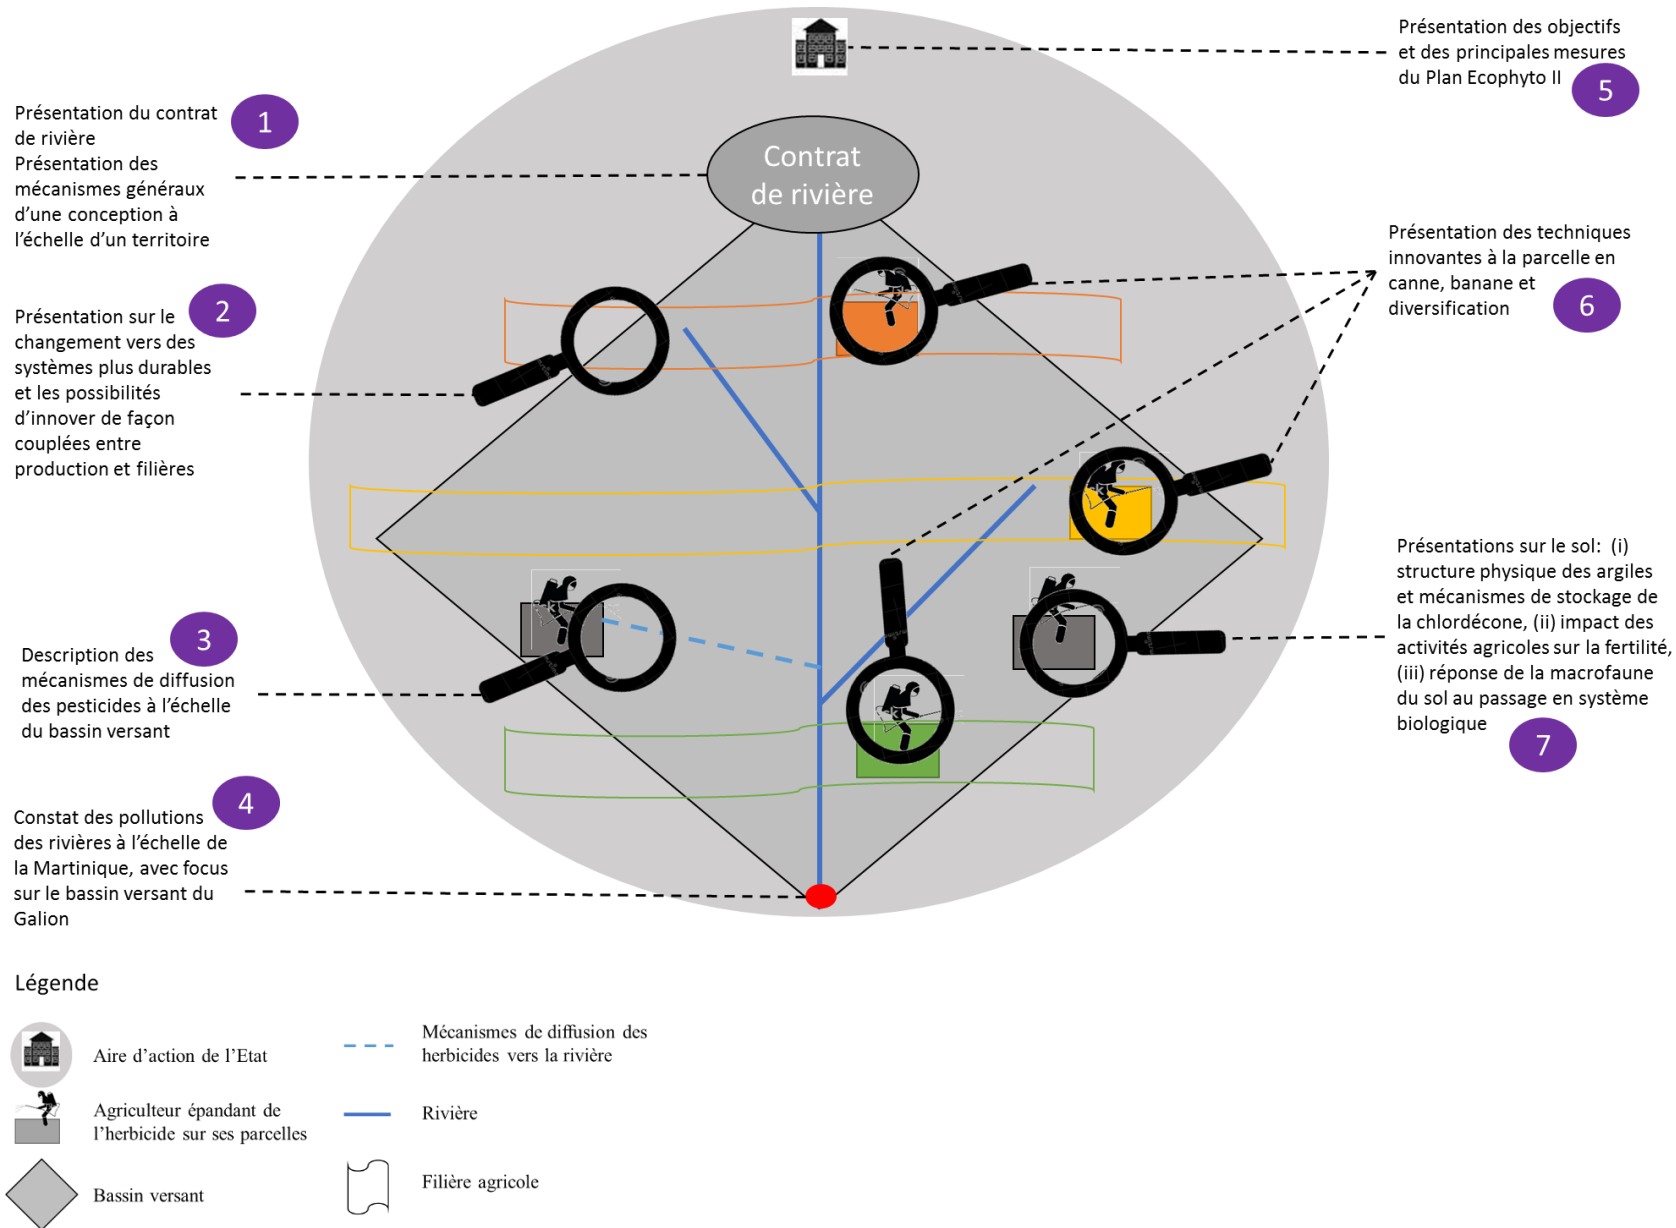 Présentation du contrat
de rivière
Présentation des
mécanismes généraux
d’une conception à
l’échelle d’un territoire
1
Présentation sur le
changement vers des
systèmes plus durables
et les possibilités
d’innover de façon
couplées entre
production et filières
2
Description des
mécanismes de diffusion
des pesticides à l’échelle
du bassin versant
3
Constat des pollutions
des rivières à l’échelle de
la Martinique, avec focus
sur le bassin versant du
Galion
4
Contrat
de rivière
Présentation des objectifs
et des principales mesures
du Plan Ecophyto II
5
Présentation des techniques
innovantes à la parcelle en
canne, banane et
diversification
6
Présentations sur le sol: (i)
structure physique des argiles
et mécanismes de stockage de
la chlordécone, (ii) impact des
activités agricoles sur la fertilité,
(iii) réponse de la macrofaune
du sol au passage en système
biologique
7
Légende
Aire d’action de l’Etat
Agriculteur épandant de
l’herbicide sur ses parcelles
Bassin versant
Mécanismes de diffusion des
herbicides vers la rivière
Rivière
Filière agricole